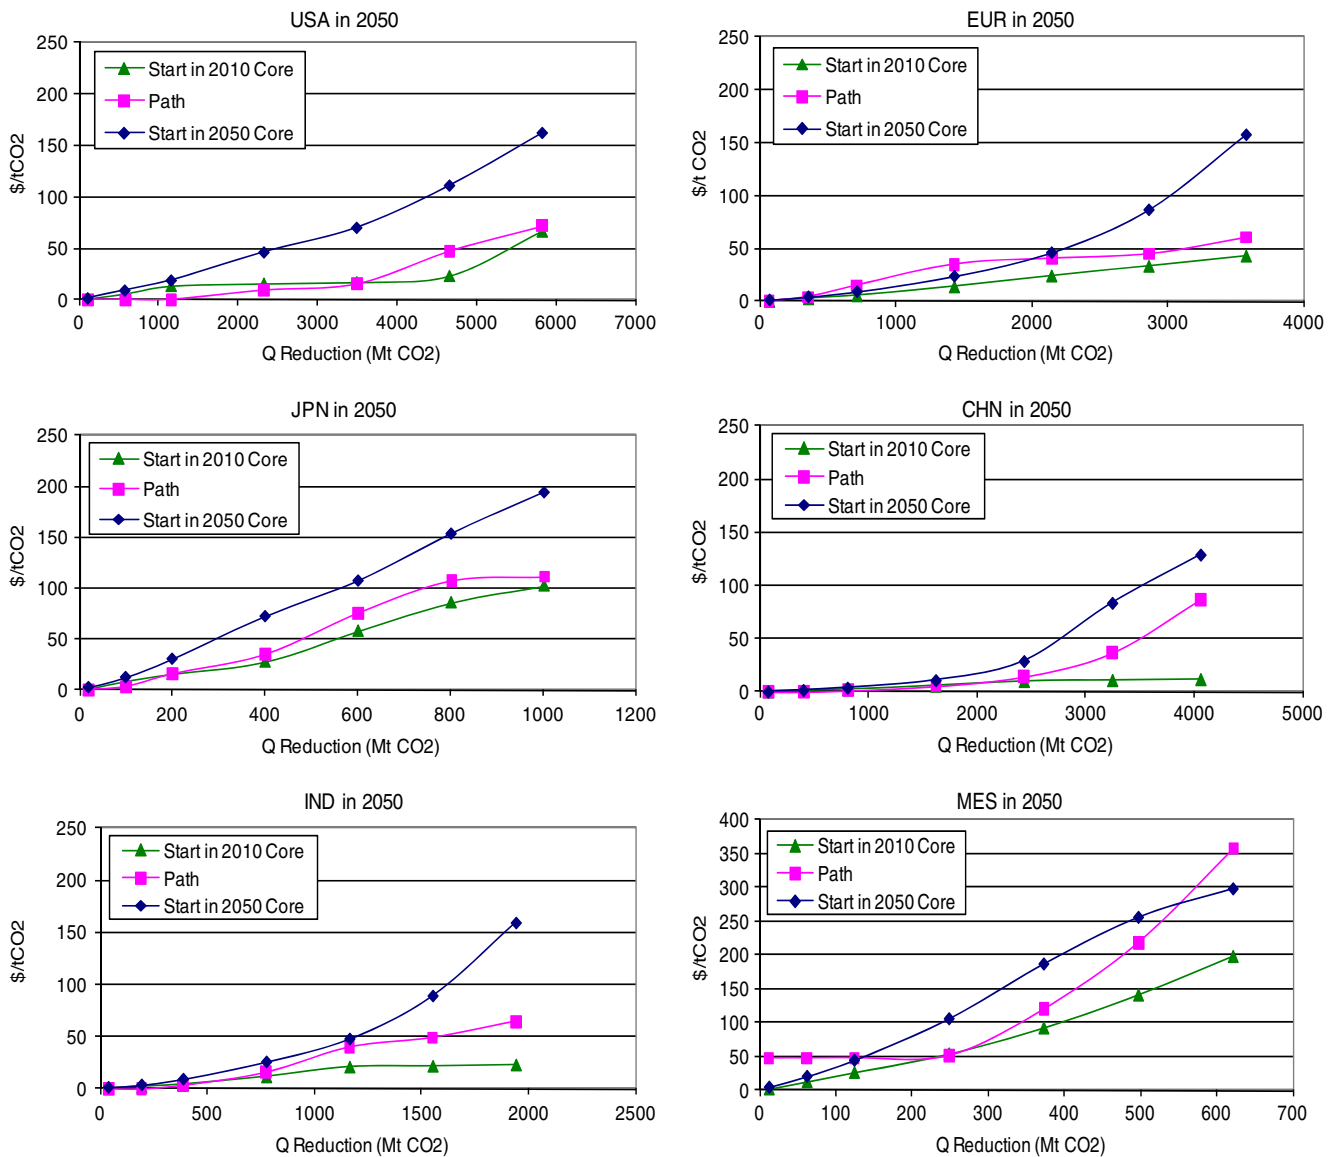 USA in 2050
250
200
150
100
50
0
$/tCO2
Start in 2010 Core
Path
Start in 2050 Core
0 1000 2000 3000 4000 5000 6000 7000
Q Reduction (Mt CO2)
EUR in 2050
250
200
150
100
50
0
$/t CO2
Start in 2010 Core
Path
Start in 2050 Core
0 1000 2000 3000 4000
Q Reduction (Mt CO2)
JPN in 2050
250
200
150
100
50
0
$/tCO2
Start in 2010 Core
Path
Start in 2050 Core
0 200 400 600 800 1000 1200
Q Reduction (Mt CO2)
CHN in 2050
250
200
150
100
50
0
$/tCO2
Start in 2010 Core
Path
Start in 2050 Core
0 1000 2000 3000 4000 5000
Q Reduction (Mt CO2)
IND in 2050
250
200
150
100
50
0
$/tCO2
Start in 2010 Core
Path
Start in 2050 Core
0 500 1000 1500 2000 2500
Q Reduction (Mt CO2)
MES in 2050
400
350
300
250
200
150
100
50
0
$/tCO2
Start in 2010 Core
Path
Start in 2050 Core
0 100 200 300 400 500 600 700
Q Reduction (Mt CO2)